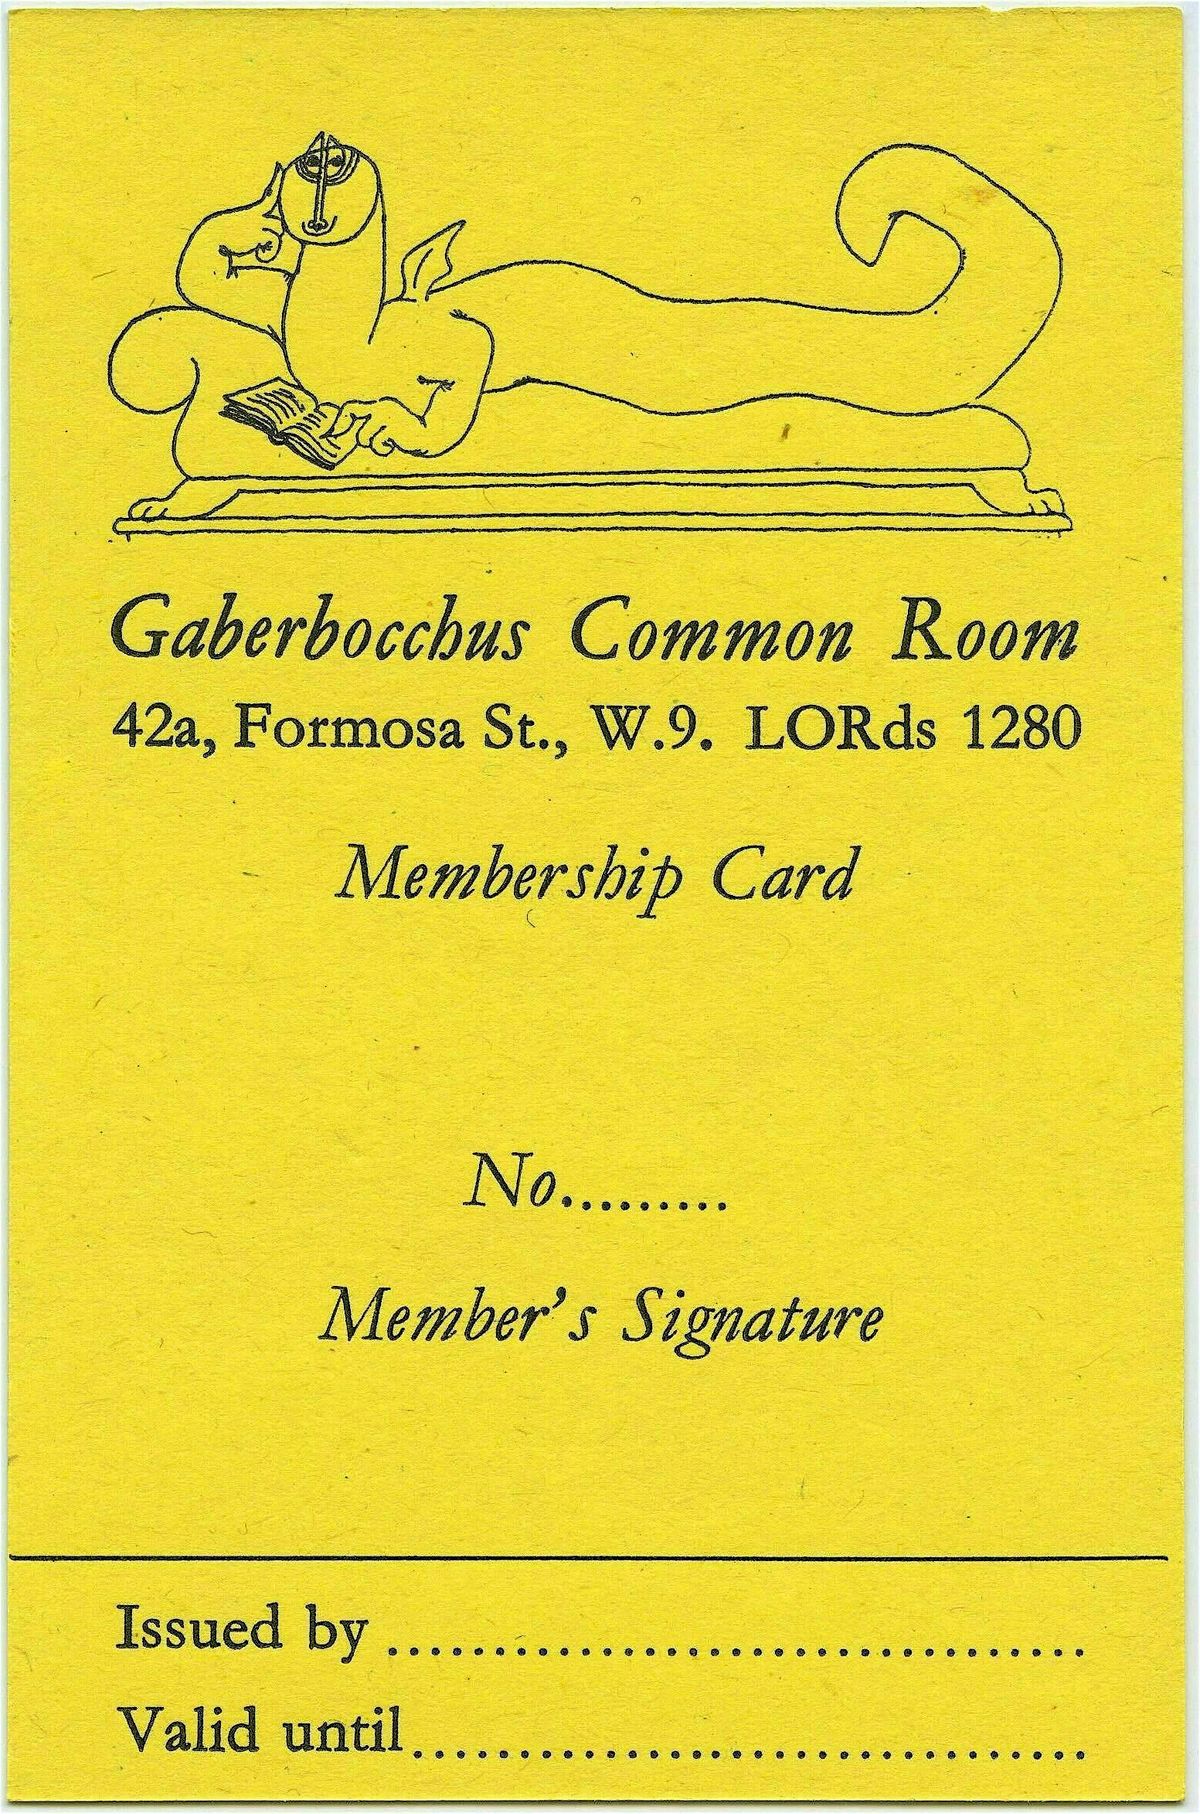 Gaberbocchus Common Room
42a, Formosa St., W.9. LORds 1280
Membership Card
No.........
Member's Signature
Issued by .................................
Valid until ................................